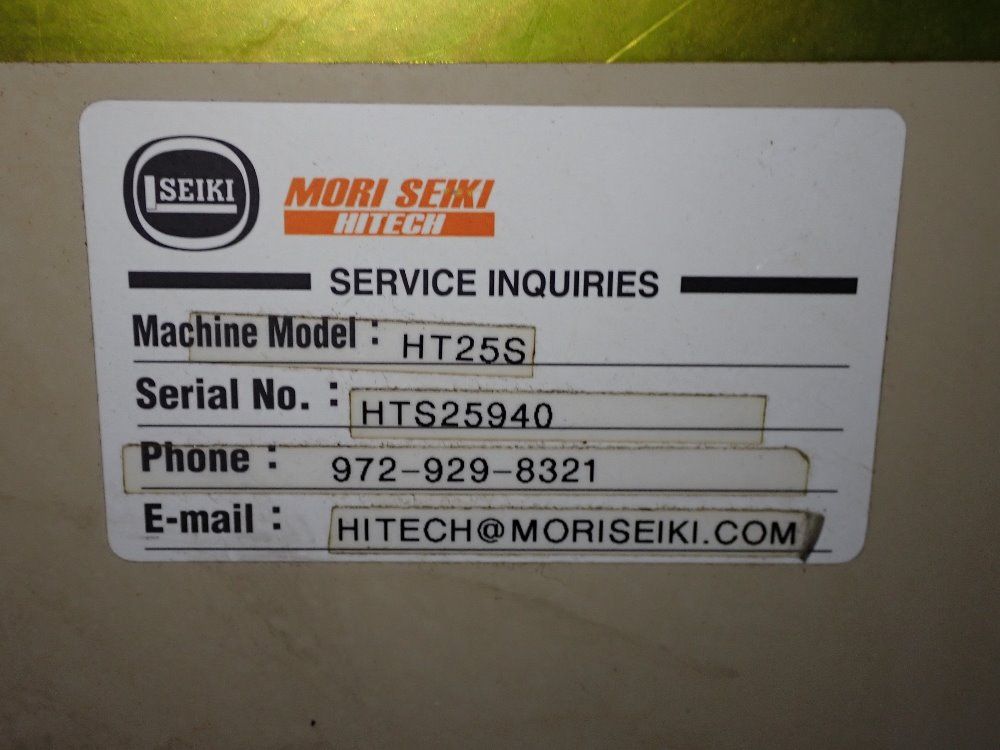 SEIKI
MORI SEIKI
HITECH
SERVICE INQUIRIES
Machine Model : HT25S
Serial No. : HTS25940
Phone : 972-929-8321
E-mail : HITECH@MORISEIKI.COM